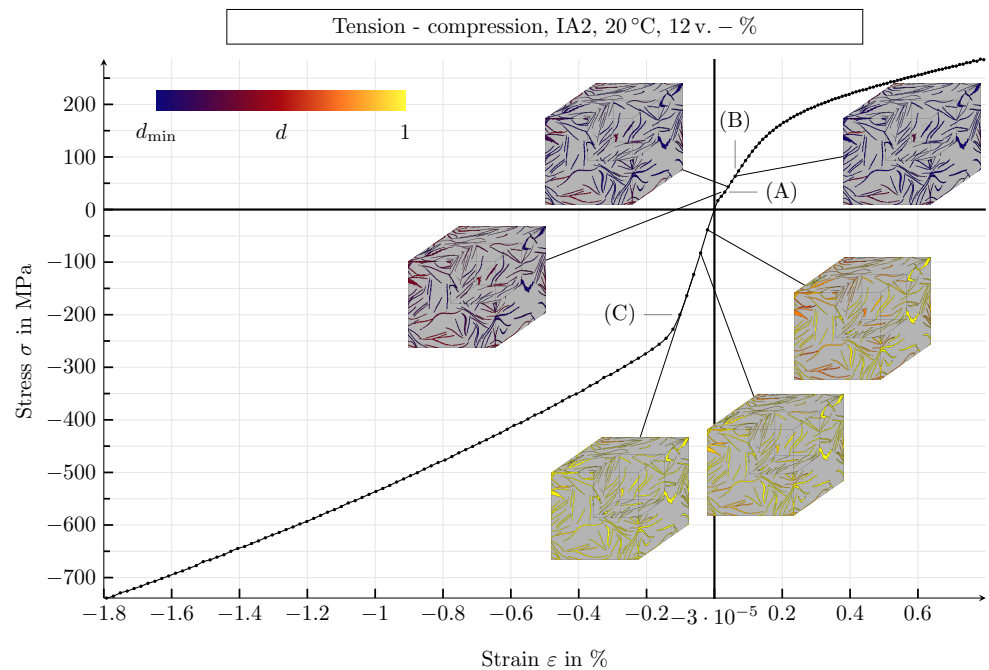 Tension - compression, IA2, 20 °C, 12 v. − %
d_min d 1
200
100
0
−100
−200
−300
−400
−500
−600
−700
Stress σ in MPa
(B)
(A)
(C)
−1.8 −1.6 −1.4 −1.2 −1 −0.8 −0.6 −0.4 −0.2 −3 · 10⁻⁵ 0.2 0.4 0.6
Strain ε in %